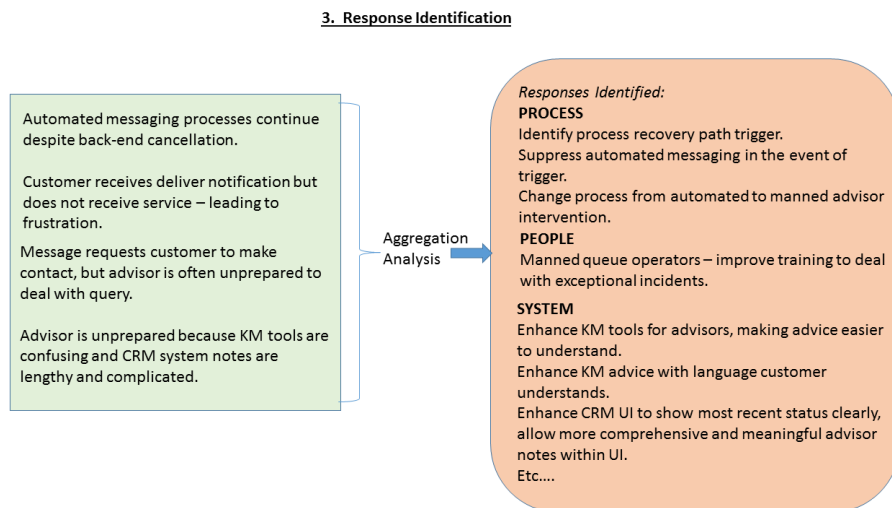 3. Response Identification
Automated messaging processes continue
despite back-end cancellation.
Customer receives deliver notification but
does not receive service – leading to
frustration.
Message requests customer to make
contact, but advisor is often unprepared to
deal with query.
Advisor is unprepared because KM tools are
confusing and CRM system notes are
lengthy and complicated.
Aggregation
Analysis
Responses Identified:
PROCESS
Identify process recovery path trigger.
Suppress automated messaging in the event of
trigger.
Change process from automated to manned advisor
intervention.
PEOPLE
Manned queue operators – improve training to deal
with exceptional incidents.
SYSTEM
Enhance KM tools for advisors, making advice easier
to understand.
Enhance KM advice with language customer
understands.
Enhance CRM UI to show most recent status clearly,
allow more comprehensive and meaningful advisor
notes within UI.
Etc....